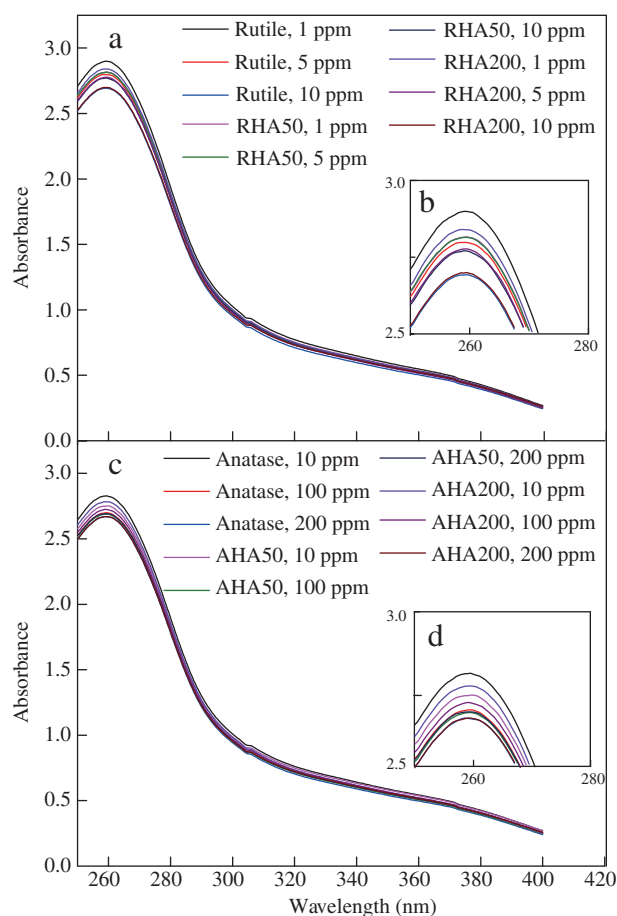 a
Rutile, 1 ppm
Rutile, 5 ppm
Rutile, 10 ppm
RHA50, 1 ppm
RHA50, 5 ppm
RHA50, 10 ppm
RHA200, 1 ppm
RHA200, 5 ppm
RHA200, 10 ppm
3.0
2.5
2.0
1.5
1.0
0.5
0.0
Absorbance
b
3.0
2.5
260
280
c
Anatase, 10 ppm
Anatase, 100 ppm
Anatase, 200 ppm
AHA50, 10 ppm
AHA50, 100 ppm
AHA50, 200 ppm
AHA200, 10 ppm
AHA200, 100 ppm
AHA200, 200 ppm
3.0
2.5
2.0
1.5
1.0
0.5
0.0
Absorbance
d
3.0
2.5
260
280
260 280 300 320 340 360 380 400 420
Wavelength (nm)